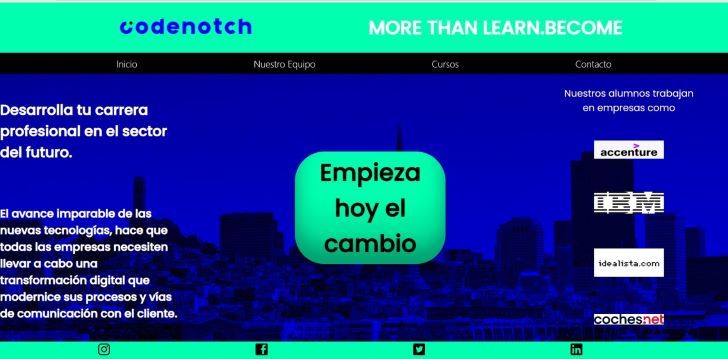 codenotch
MORE THAN LEARN.BECOME
Inicio
Nuestro Equipo
Cursos
Contacto
Desarrolla tu carrera
profesional en el sector
del futuro.
El avance imparable de las
nuevas tecnologías, hace que
todas las empresas necesiten
llevar a cabo una
transformación digital que
modernice sus procesos y vías
de comunicación con el cliente.
Empieza
hoy el
cambio
Nuestros alumnos trabajan
en empresas como
accenture
IBM
idealista.com
coches.net